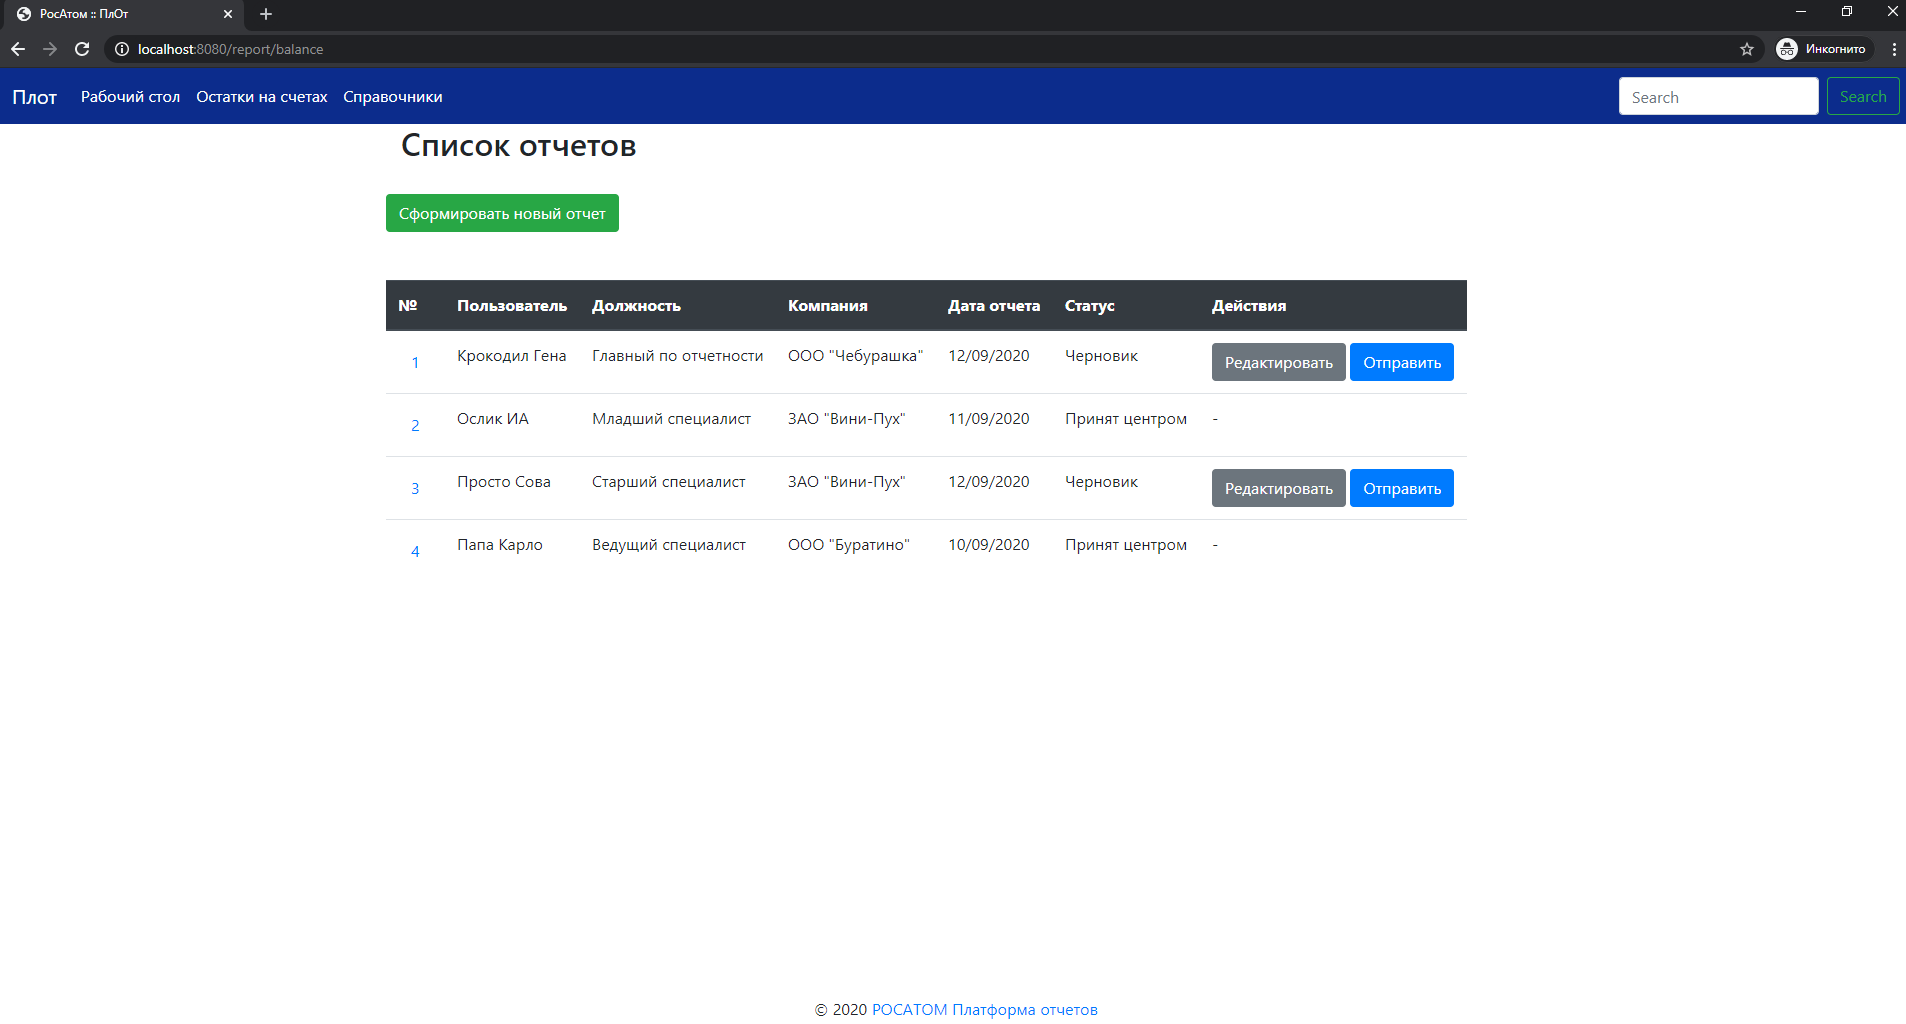 РосАтом :: ПлОт
localhost:8080/report/balance
Инкогнито
Плот Рабочий стол Остатки на счетах Справочники Search Search
Список отчетов
Сформировать новый отчет
№ Пользователь Должность Компания Дата отчета Статус Действия
1 Крокодил Гена Главный по отчетности ООО "Чебурашка" 12/09/2020 Черновик Редактировать Отправить
2 Ослик ИА Младший специалист ЗАО "Вини-Пух" 11/09/2020 Принят центром -
3 Просто Сова Старший специалист ЗАО "Вини-Пух" 12/09/2020 Черновик Редактировать Отправить
4 Папа Карло Ведущий специалист ООО "Буратино" 10/09/2020 Принят центром -
© 2020 РОСАТОМ Платформа отчетов